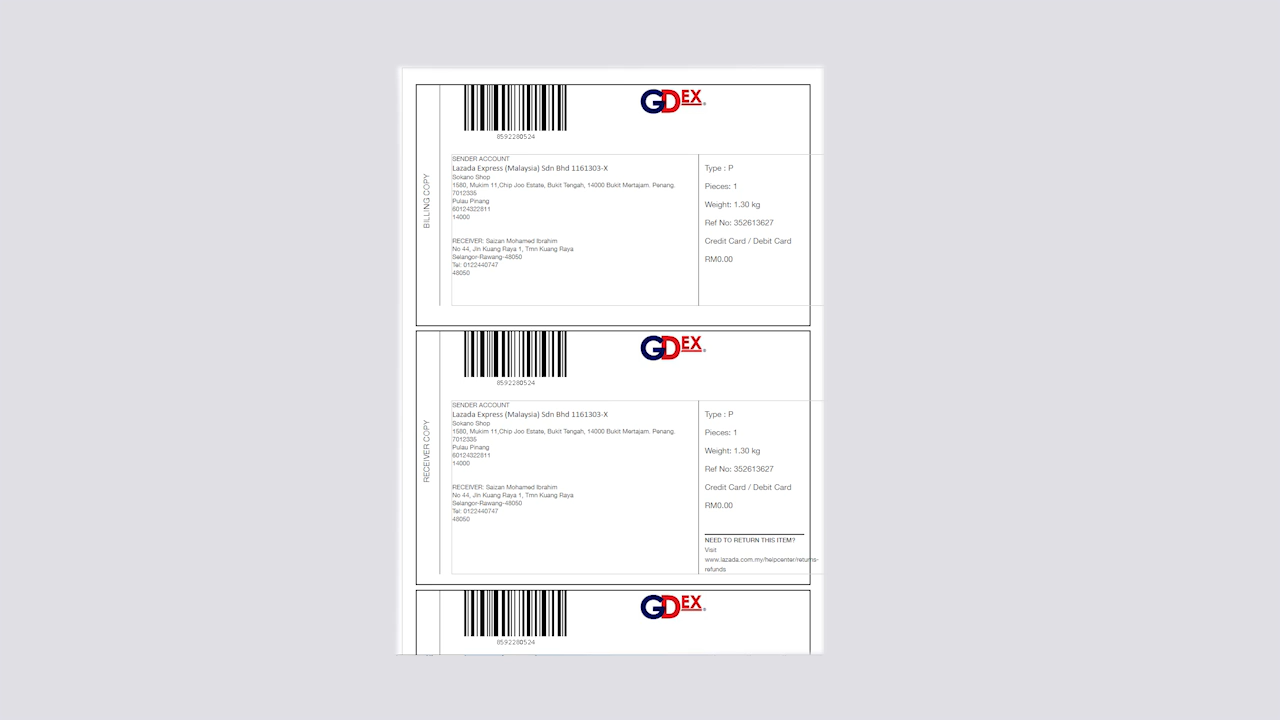 GDEX
8592280524
BILLING COPY
SENDER ACCOUNT
Lazada Express (Malaysia) Sdn Bhd 1161303-X
Sokano Shop
1580, Mukim 11,Chip Joo Estate, Bukit Tengah, 14000 Bukit Mertajam. Penang.
7012335
Pulau Pinang
60124322811
14000
RECEIVER: Saizan Mohamed Ibrahim
No 44, Jln Kuang Raya 1, Tmn Kuang Raya
Selangor-Rawang-48050
Tel: 0122440747
48050
Type : P
Pieces: 1
Weight: 1.30 kg
Ref No: 352613627
Credit Card / Debit Card
RM0.00
GDEX
8592280524
RECEIVER COPY
SENDER ACCOUNT
Lazada Express (Malaysia) Sdn Bhd 1161303-X
Sokano Shop
1580, Mukim 11,Chip Joo Estate, Bukit Tengah, 14000 Bukit Mertajam. Penang.
7012335
Pulau Pinang
60124322811
14000
RECEIVER: Saizan Mohamed Ibrahim
No 44, Jln Kuang Raya 1, Tmn Kuang Raya
Selangor-Rawang-48050
Tel: 0122440747
48050
Type : P
Pieces: 1
Weight: 1.30 kg
Ref No: 352613627
Credit Card / Debit Card
RM0.00
NEED TO RETURN THIS ITEM?
Visit
www.lazada.com.my/helpcenter/returns-
refunds
GDEX
8592280524